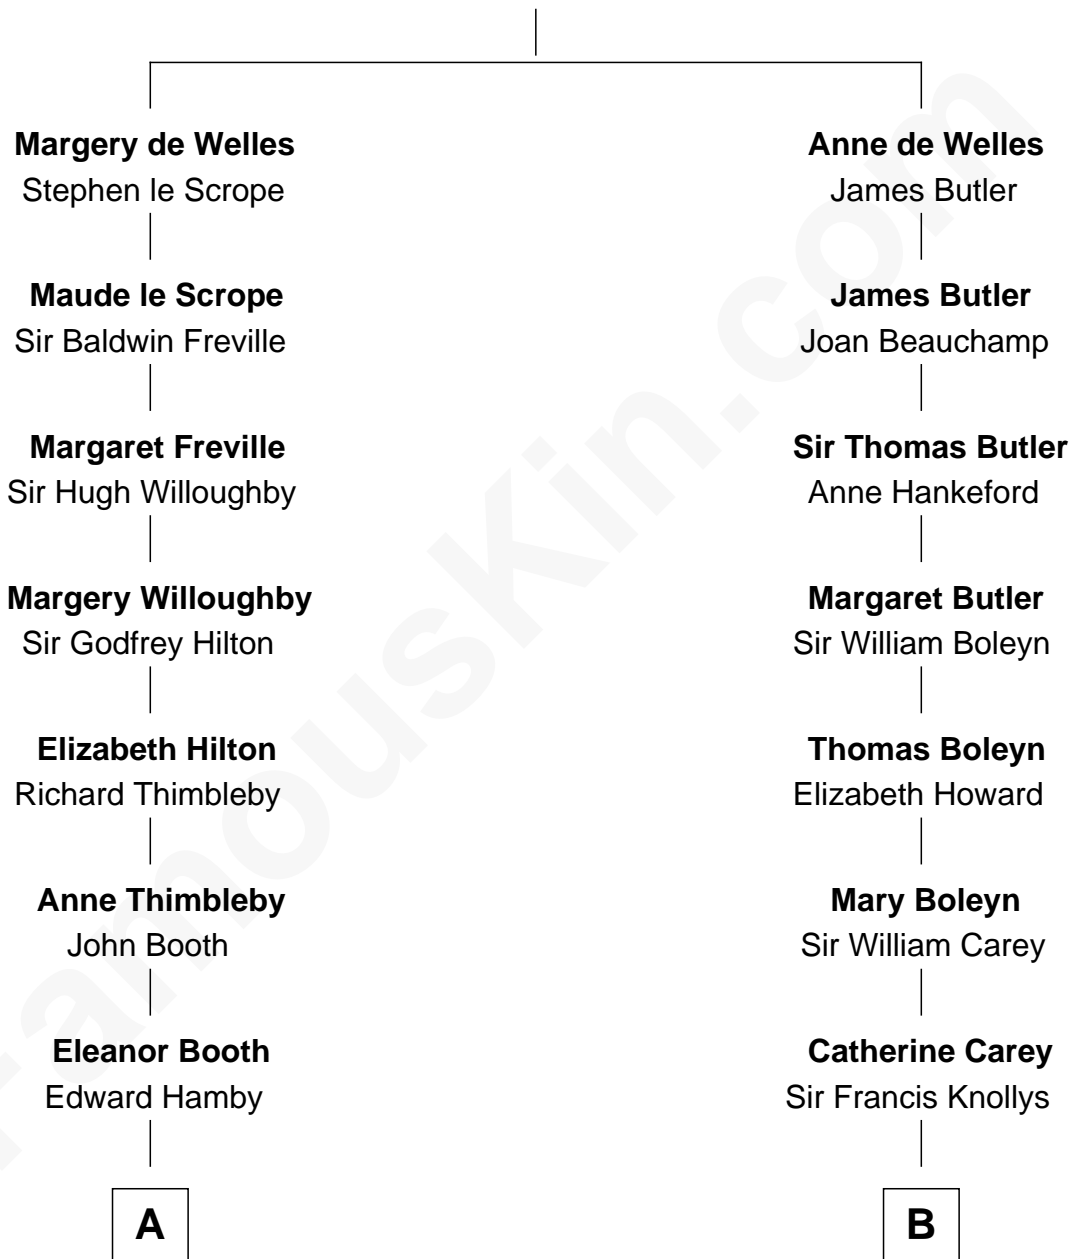 Margery de Welles
Stephen le Scrope
Anne de Welles
James Butler
Maude le Scrope
Sir Baldwin Freville
James Butler
Joan Beauchamp
Margaret Freville
Sir Hugh Willoughby
Sir Thomas Butler
Anne Hankeford
Margery Willoughby
Sir Godfrey Hilton
Margaret Butler
Sir William Boleyn
Elizabeth Hilton
Richard Thimbleby
Thomas Boleyn
Elizabeth Howard
Anne Thimbleby
John Booth
Mary Boleyn
Sir William Carey
Eleanor Booth
Edward Hamby
Catherine Carey
Sir Francis Knollys
A
B
FamousKin.com